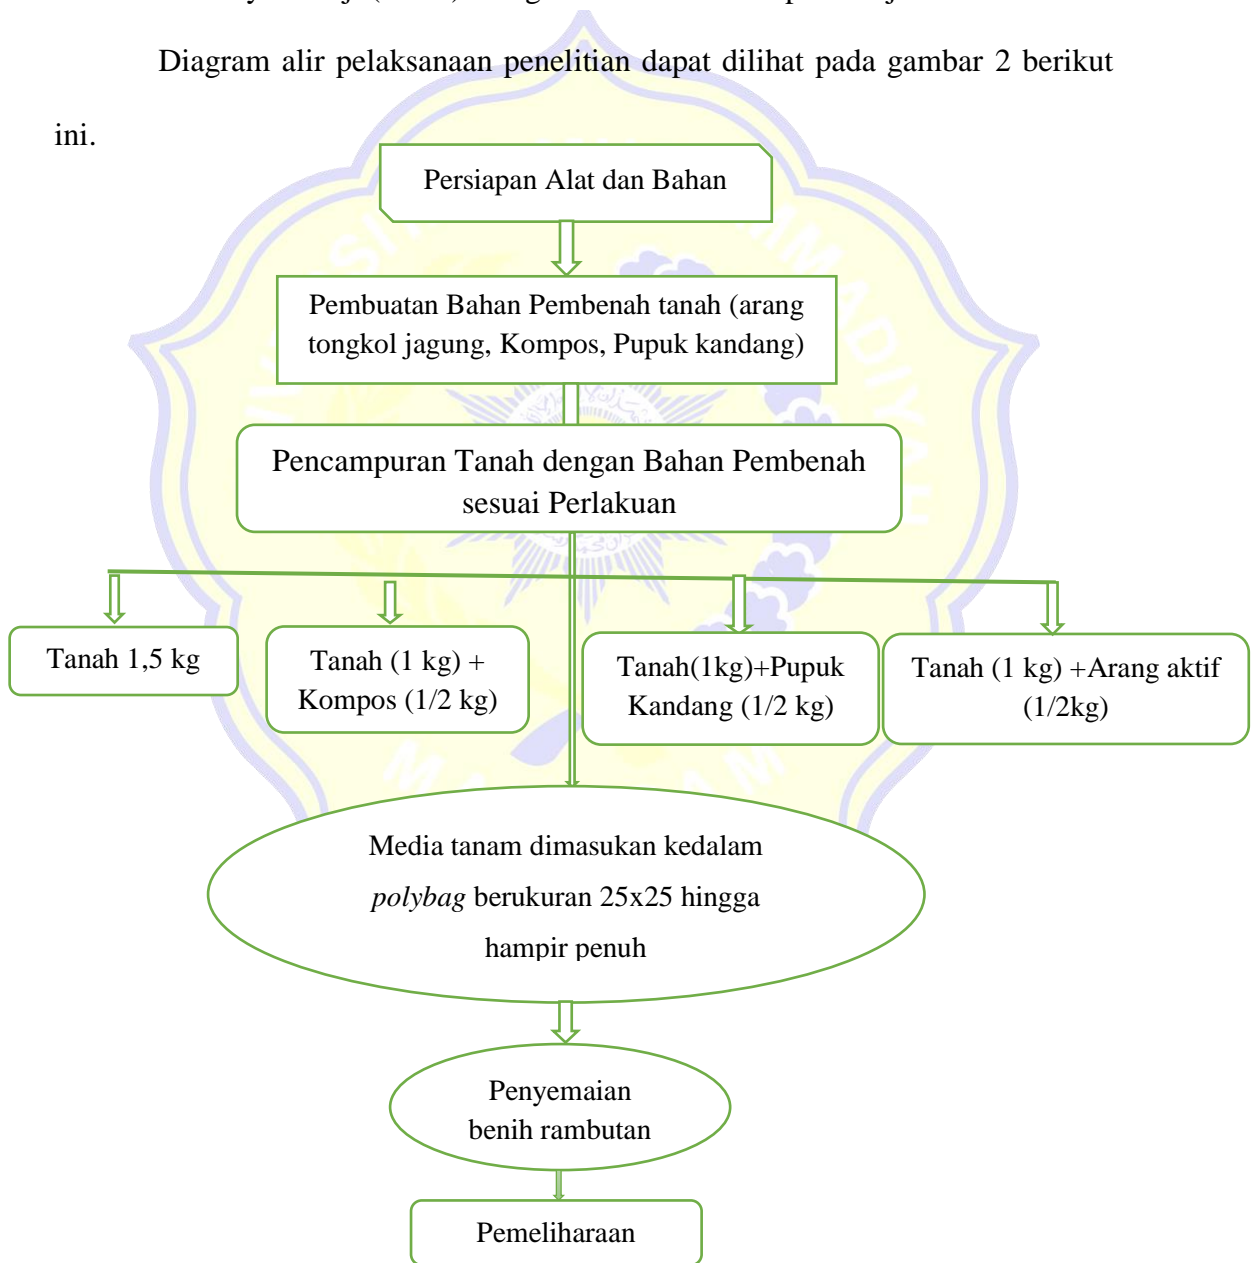 Diagram alir pelaksanaan penelitian dapat dilihat pada gambar 2 berikut
ini.
Persiapan Alat dan Bahan
Pembuatan Bahan Pembenah tanah (arang
tongkol jagung, Kompos, Pupuk kandang)
Pencampuran Tanah dengan Bahan Pembenah
sesuai Perlakuan
Tanah 1,5 kg
Tanah (1 kg) +
Kompos (1/2 kg)
Tanah(1kg)+Pupuk
Kandang (1/2 kg)
Tanah (1 kg) +Arang aktif
(1/2kg)
Media tanam dimasukan kedalam
polybag berukuran 25x25 hingga
hampir penuh
Penyemaian
benih rambutan
Pemeliharaan